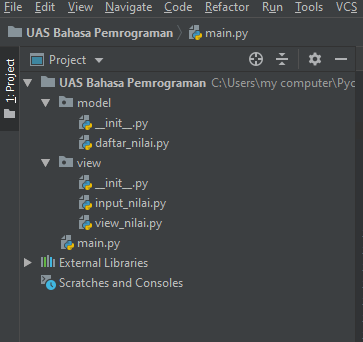 File Edit View Navigate Code Refactor Run Tools VCS
UAS Bahasa Pemrograman main.py
1: Project
Project
UAS Bahasa Pemrograman C:\Users\my computer\Pyc
model
__init__.py
daftar_nilai.py
view
__init__.py
input_nilai.py
view_nilai.py
main.py
External Libraries
Scratches and Consoles